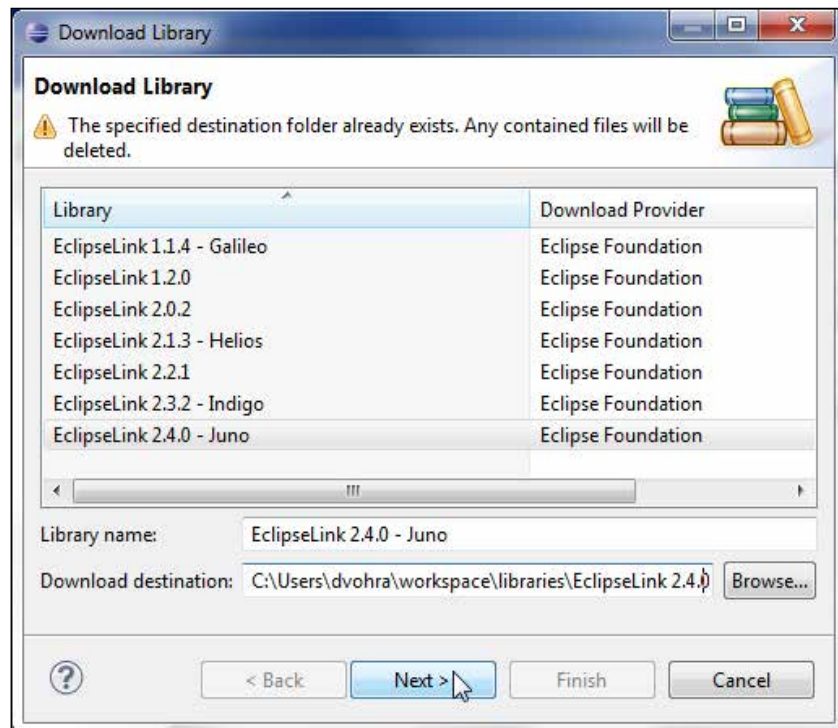 Download Library
Download Library
The specified destination folder already exists. Any contained files will be
deleted.
Library Download Provider
EclipseLink 1.1.4 - Galileo Eclipse Foundation
EclipseLink 1.2.0 Eclipse Foundation
EclipseLink 2.0.2 Eclipse Foundation
EclipseLink 2.1.3 - Helios Eclipse Foundation
EclipseLink 2.2.1 Eclipse Foundation
EclipseLink 2.3.2 - Indigo Eclipse Foundation
EclipseLink 2.4.0 - Juno Eclipse Foundation
Library name: EclipseLink 2.4.0 - Juno
Download destination: C:\Users\dvohra\workspace\libraries\EclipseLink 2.4.0 Browse...
? < Back Next > Finish Cancel